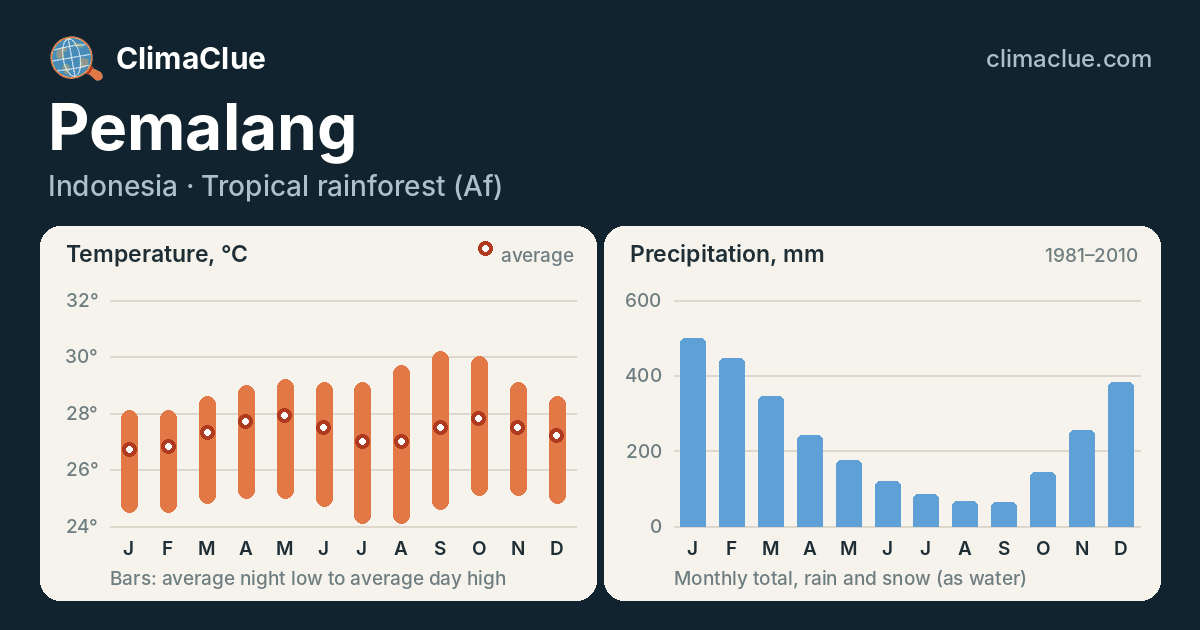 ClimaClue
climaclue.com
Pemalang
Indonesia · Tropical rainforest (Af)
Temperature, °C
average
32°
30°
28°
26°
24°
J F M A M J J A S O N D
Bars: average night low to average day high
Precipitation, mm
1981–2010
600
400
200
0
J F M A M J J A S O N D
Monthly total, rain and snow (as water)